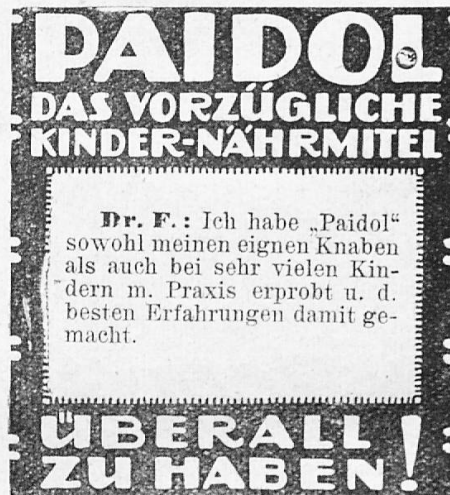 PAIDOL
DAS VORZÜGLICHE
KINDER-NÄHRMITEL
Dr. F.: Ich habe „Paidol“
sowohl meinen eignen Knaben
als auch bei sehr vielen Kin-
dern m. Praxis erprobt u. d.
besten Erfahrungen damit ge-
macht.
ÜBERALL
ZU HABEN!